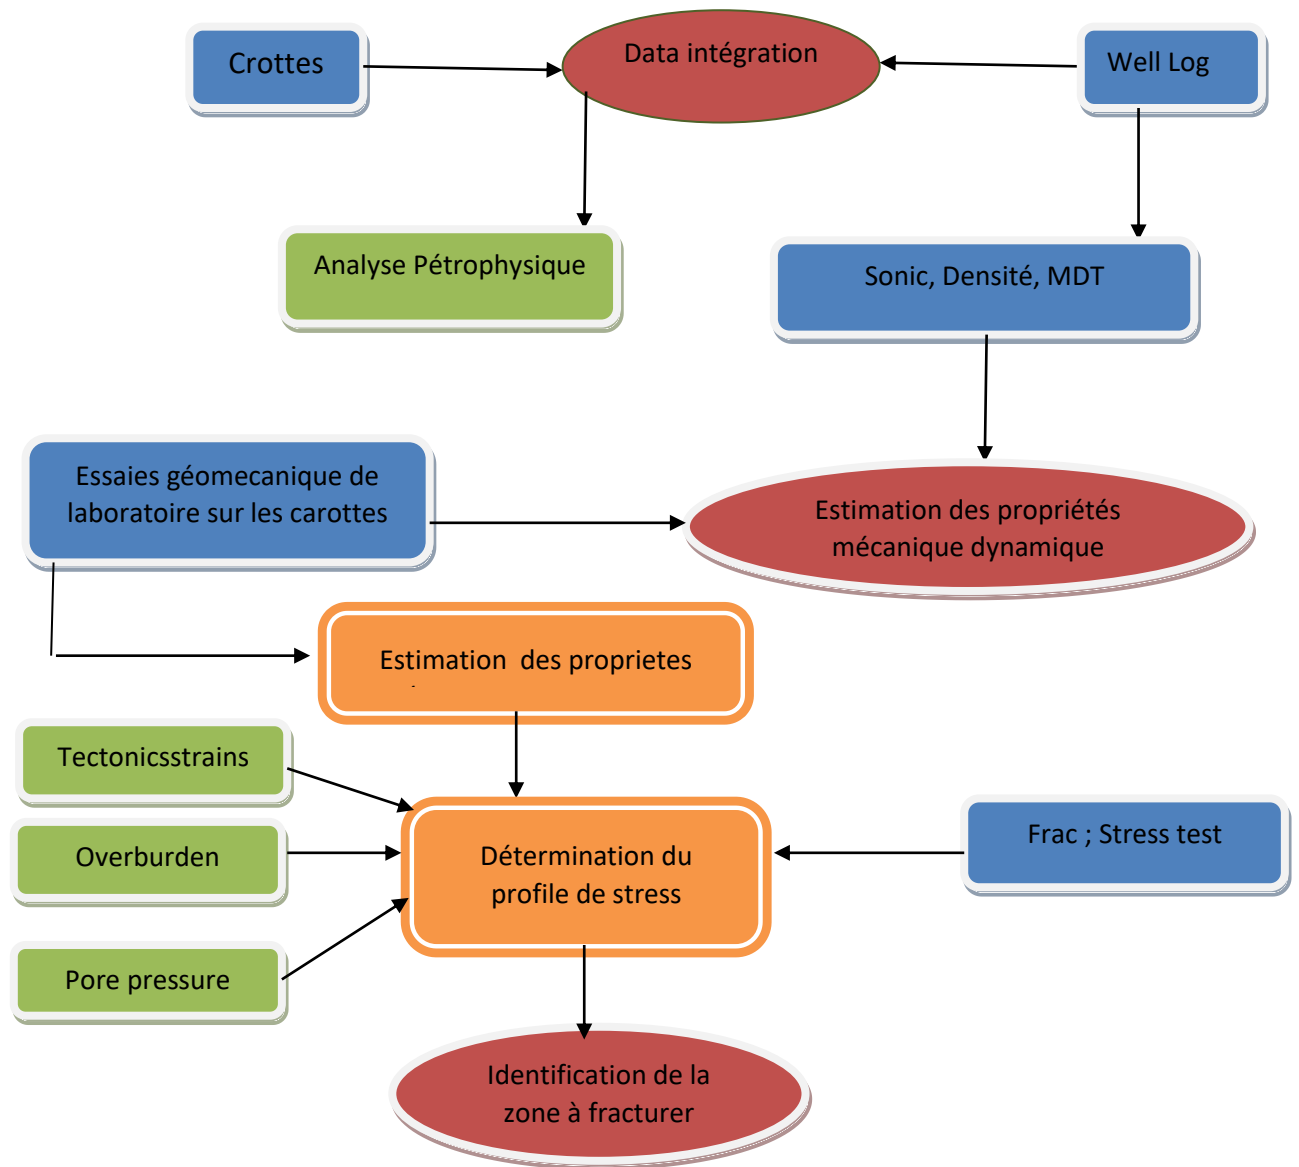 Crottes
Data intégration
Well Log
Analyse Pétrophysique
Sonic, Densité, MDT
Essaies géomecanique de
laboratoire sur les carottes
Estimation des propriétés
mécanique dynamique
Estimation des proprietes
Tectonicsstrains
Overburden
Pore pressure
Détermination du
profile de stress
Frac ; Stress test
Identification de la
zone à fracturer